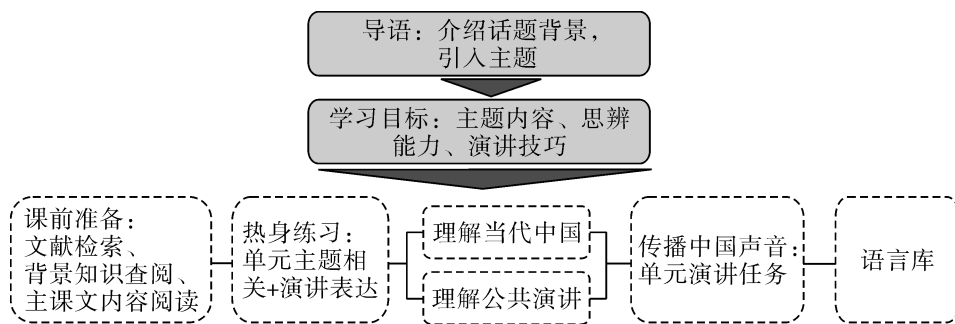 导语：介绍话题背景，
引入主题
学习目标：主题内容、思辨
能力、演讲技巧
课前准备：
文献检索、
背景知识查阅、
主课文内容阅读
热身练习：
单元主题相
关+演讲表达
理解当代中国
理解公共演讲
传播中国声音：
单元演讲任务
语言库